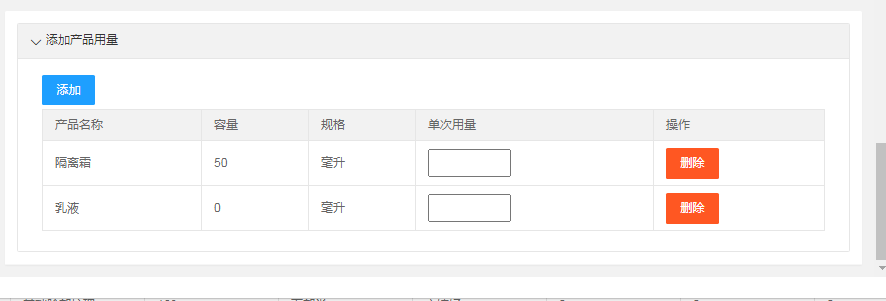 添加产品用量
添加
产品名称 容量 规格 单次用量 操作
隔离霜 50 毫升 删除
乳液 0 毫升 删除